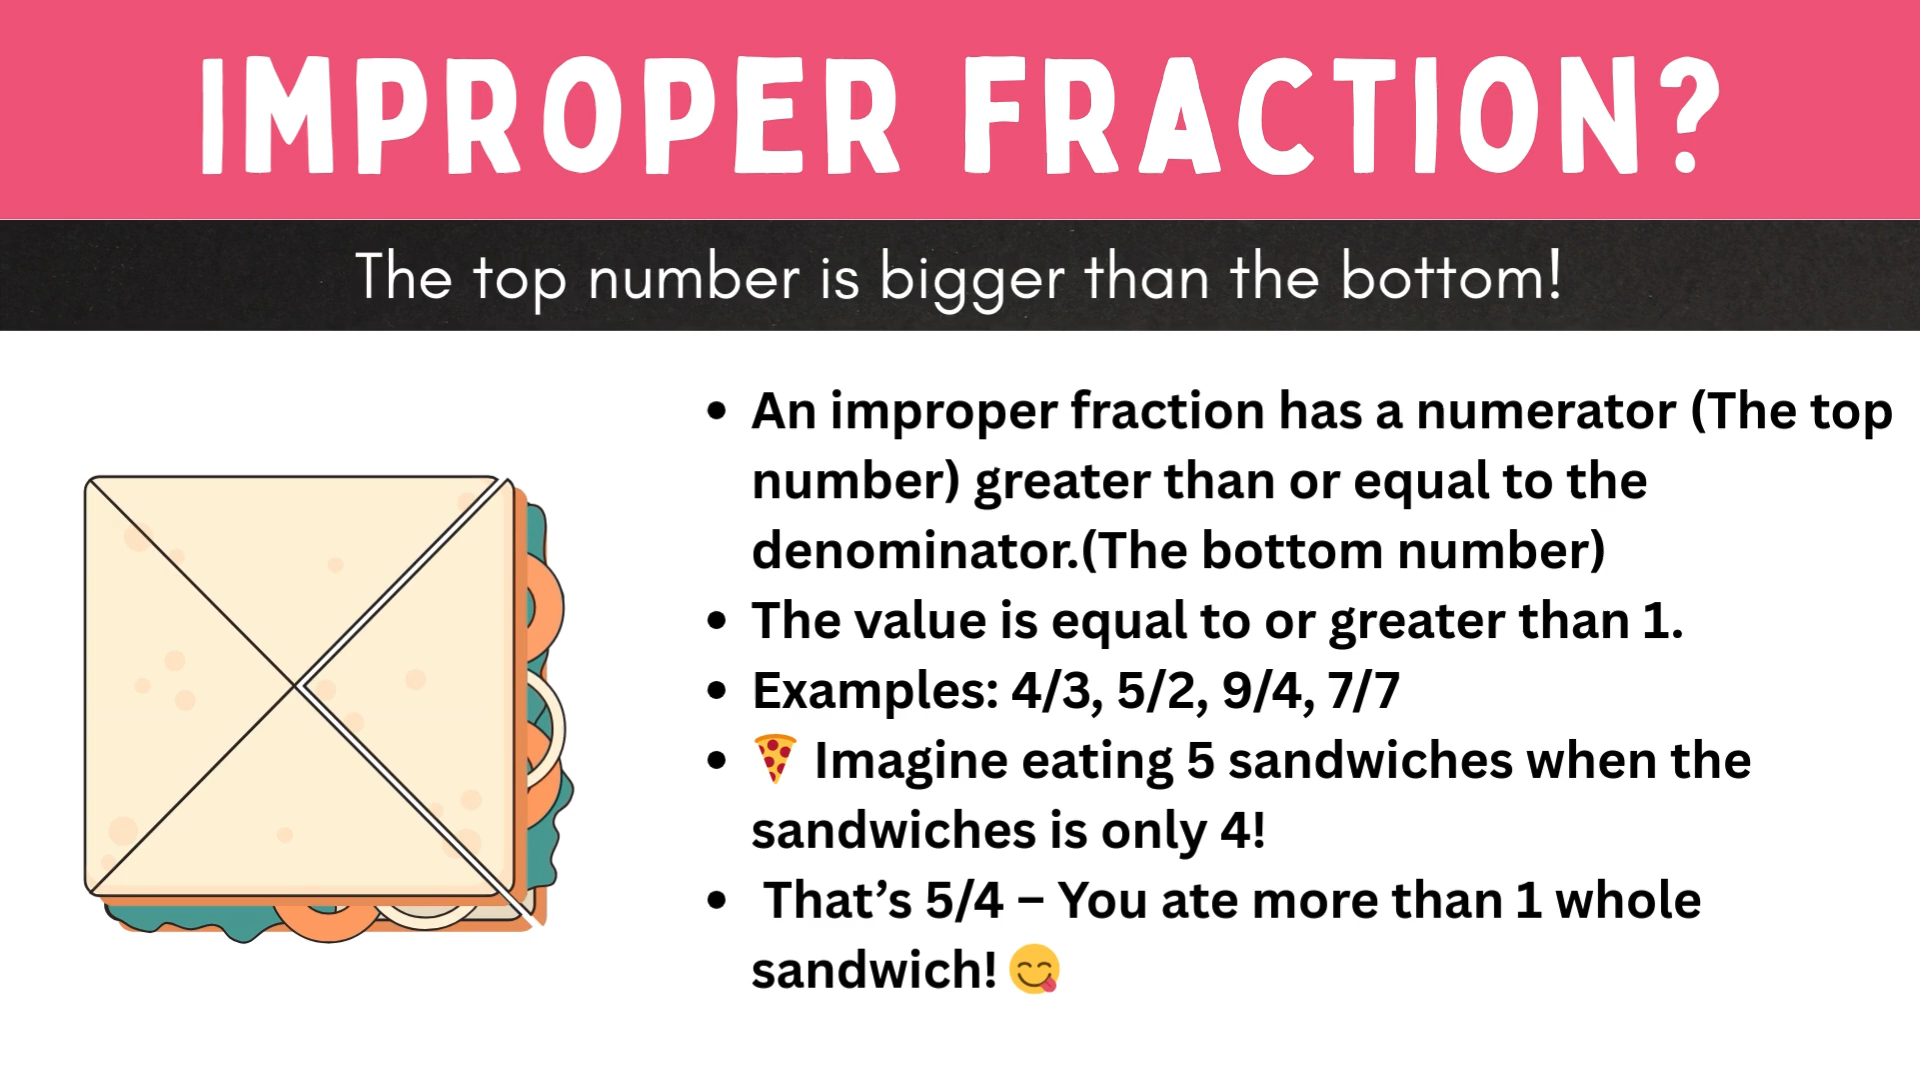 IMPROPER FRACTION?
The top number is bigger than the bottom!
• An improper fraction has a numerator (The top
number) greater than or equal to the
denominator.(The bottom number)
• The value is equal to or greater than 1.
• Examples: 4/3, 5/2, 9/4, 7/7
• 🍕 Imagine eating 5 sandwiches when the
sandwiches is only 4!
• That’s 5/4 – You ate more than 1 whole
sandwich! 😋